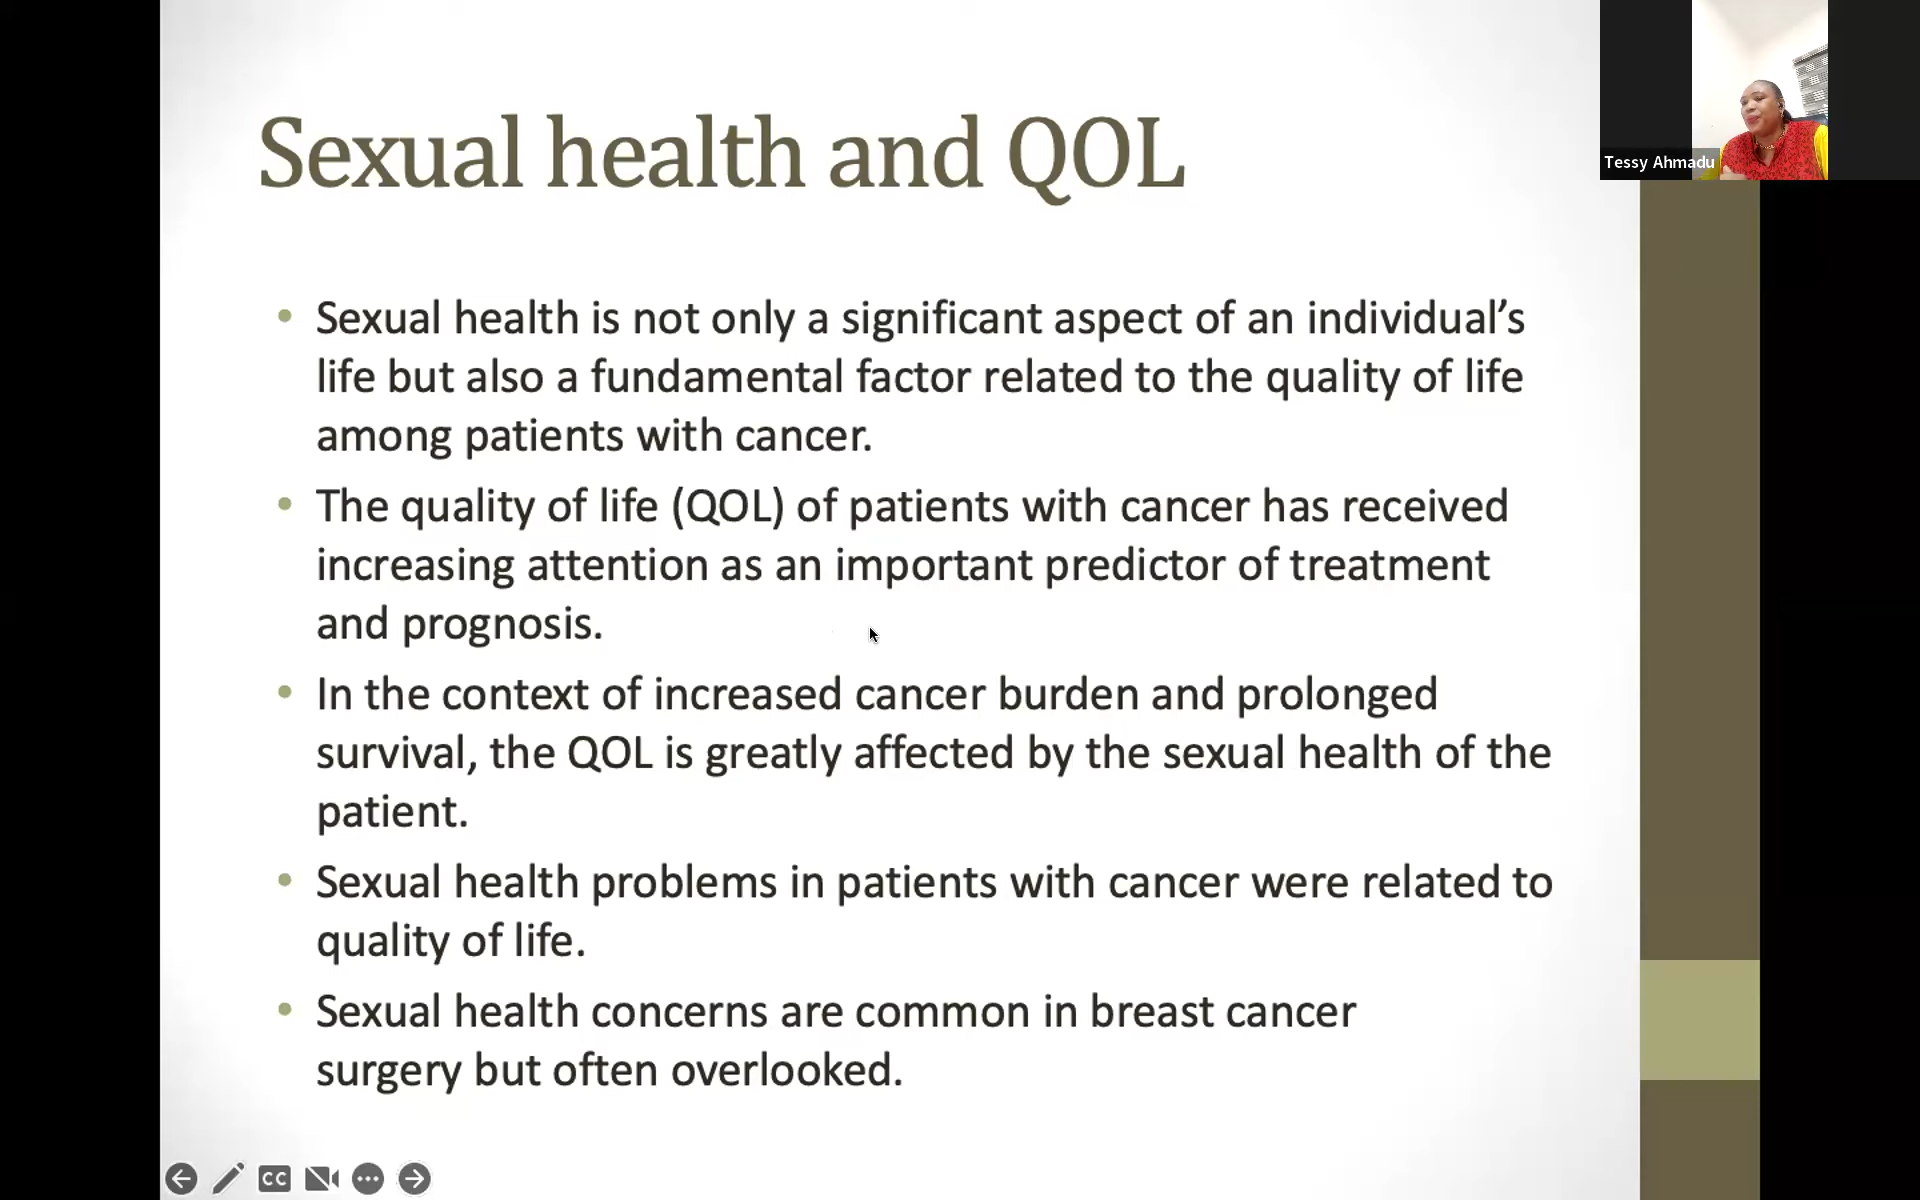 Sexual health and QOL
Tessy Ahmadu
• Sexual health is not only a significant aspect of an individual’s
life but also a fundamental factor related to the quality of life
among patients with cancer.
• The quality of life (QOL) of patients with cancer has received
increasing attention as an important predictor of treatment
and prognosis.
• In the context of increased cancer burden and prolonged
survival, the QOL is greatly affected by the sexual health of the
patient.
• Sexual health problems in patients with cancer were related to
quality of life.
• Sexual health concerns are common in breast cancer
surgery but often overlooked.
CC